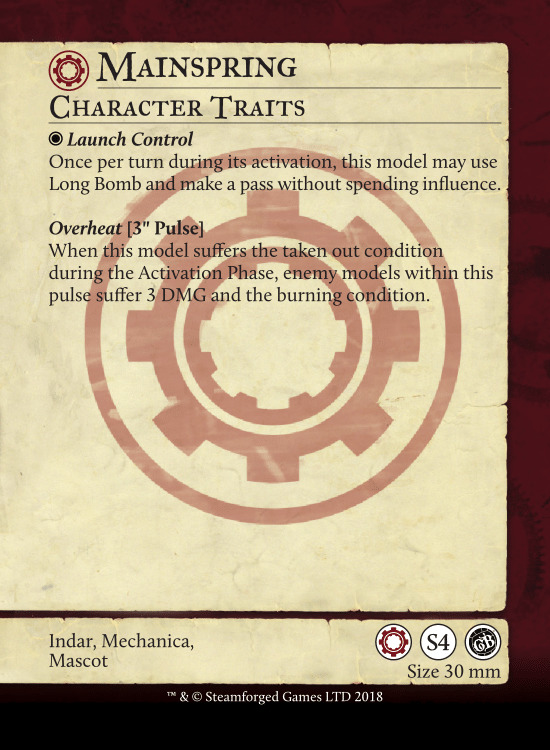 Mainspring
Character Traits
Launch Control
Once per turn during its activation, this model may use
Long Bomb and make a pass without spending influence.
Overheat [3" Pulse]
When this model suffers the taken out condition
during the Activation Phase, enemy models within this
pulse suffer 3 DMG and the burning condition.
Indar, Mechanica,
Mascot
S4 GB
Size 30 mm
™ & © Steamforged Games LTD 2018